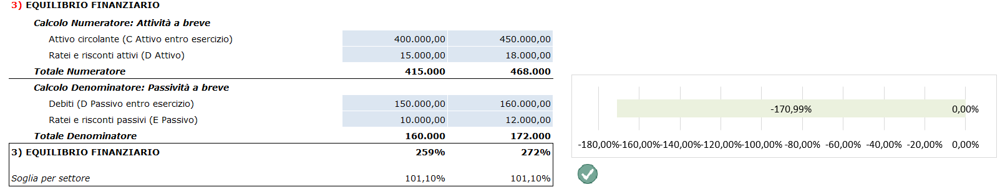 3) EQUILIBRIO FINANZIARIO
Calcolo Numeratore: Attività a breve
Attivo circolante (C Attivo entro esercizio) 400.000,00 450.000,00
Ratei e risconti attivi (D Attivo) 15.000,00 18.000,00
Totale Numeratore 415.000 468.000
Calcolo Denominatore: Passività a breve
Debiti (D Passivo entro esercizio) 150.000,00 160.000,00
Ratei e risconti passivi (E Passivo) 10.000,00 12.000,00
Totale Denominatore 160.000 172.000
3) EQUILIBRIO FINANZIARIO 259% 272%
Soglia per settore 101,10% 101,10%
-170,99% 0,00%
-180,00% -160,00% -140,00% -120,00% -100,00% -80,00% -60,00% -40,00% -20,00% 0,00%